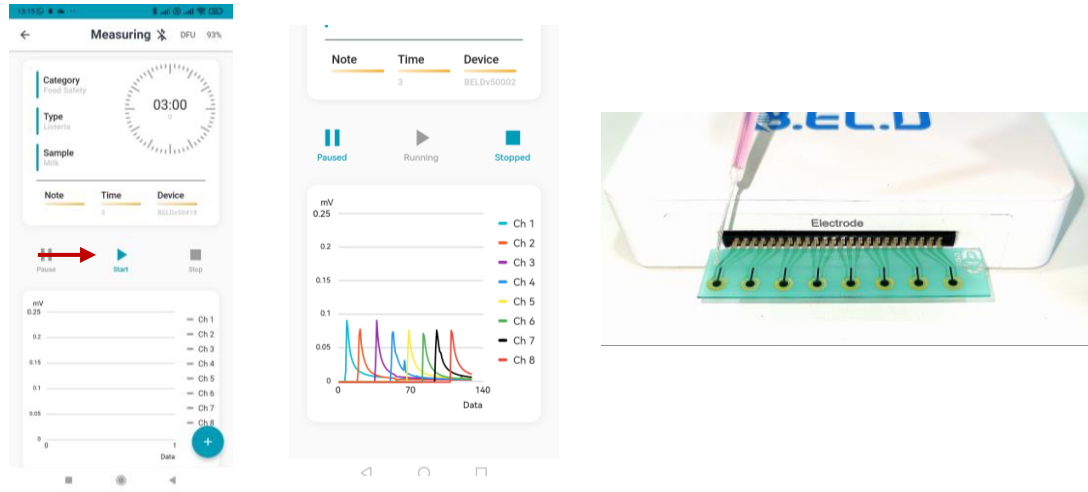 13:15
Measuring DFU 93%
Category
Food Safety
Type
Listeria
Sample
Milk
03:00
0
Note Time Device
3
Pause Start Stop
mV
0.25
0.2
0.15
0.1
0.05
0
0 1
Data
Ch 1
Ch 2
Ch 3
Ch 4
Ch 5
Ch 6
Ch 7
Ch 8
+
Note Time Device
3 BELDv50002
Paused Running Stopped
mV
0.25
0.2
0.15
0.1
0.05
0
0 70 140
Data
Ch 1
Ch 2
Ch 3
Ch 4
Ch 5
Ch 6
Ch 7
Ch 8
B.EL.D
Electrode